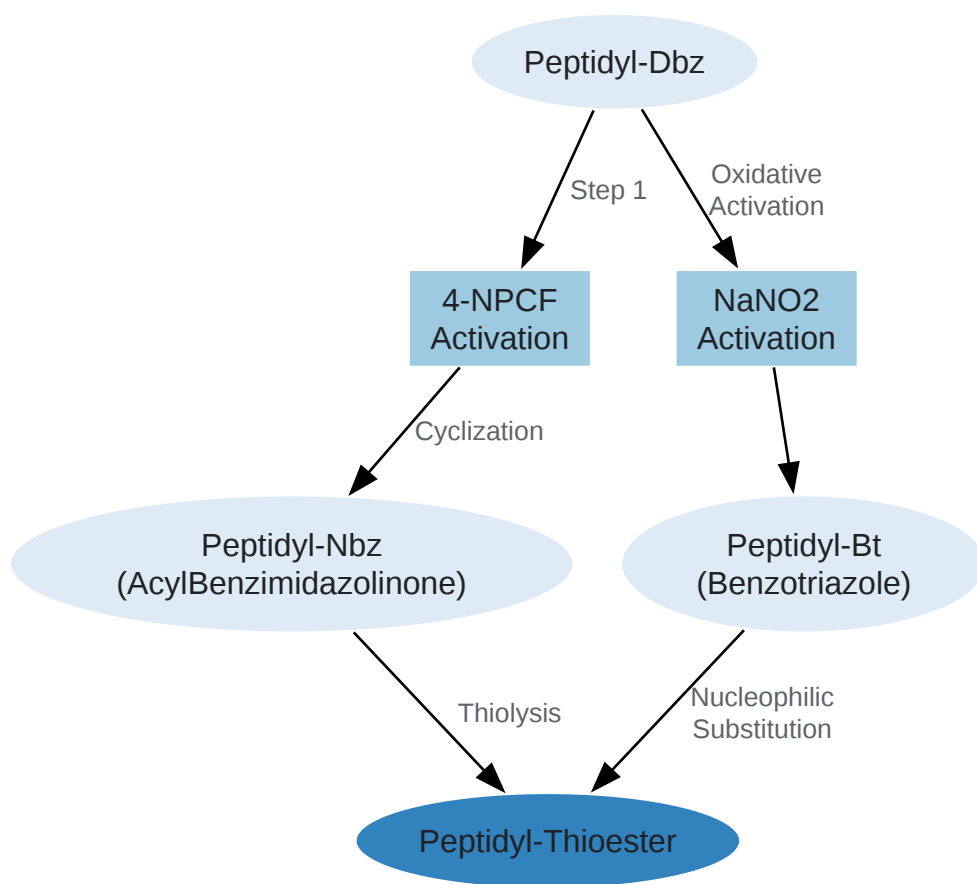 Peptidyl-Dbz
Step 1
Oxidative
Activation
4-NPCF
Activation
NaNO2
Activation
Cyclization
Peptidyl-Nbz
(AcylBenzimidazolinone)
Peptidyl-Bt
(Benzotriazole)
Thiolysis
Nucleophilic
Substitution
Peptidyl-Thioester